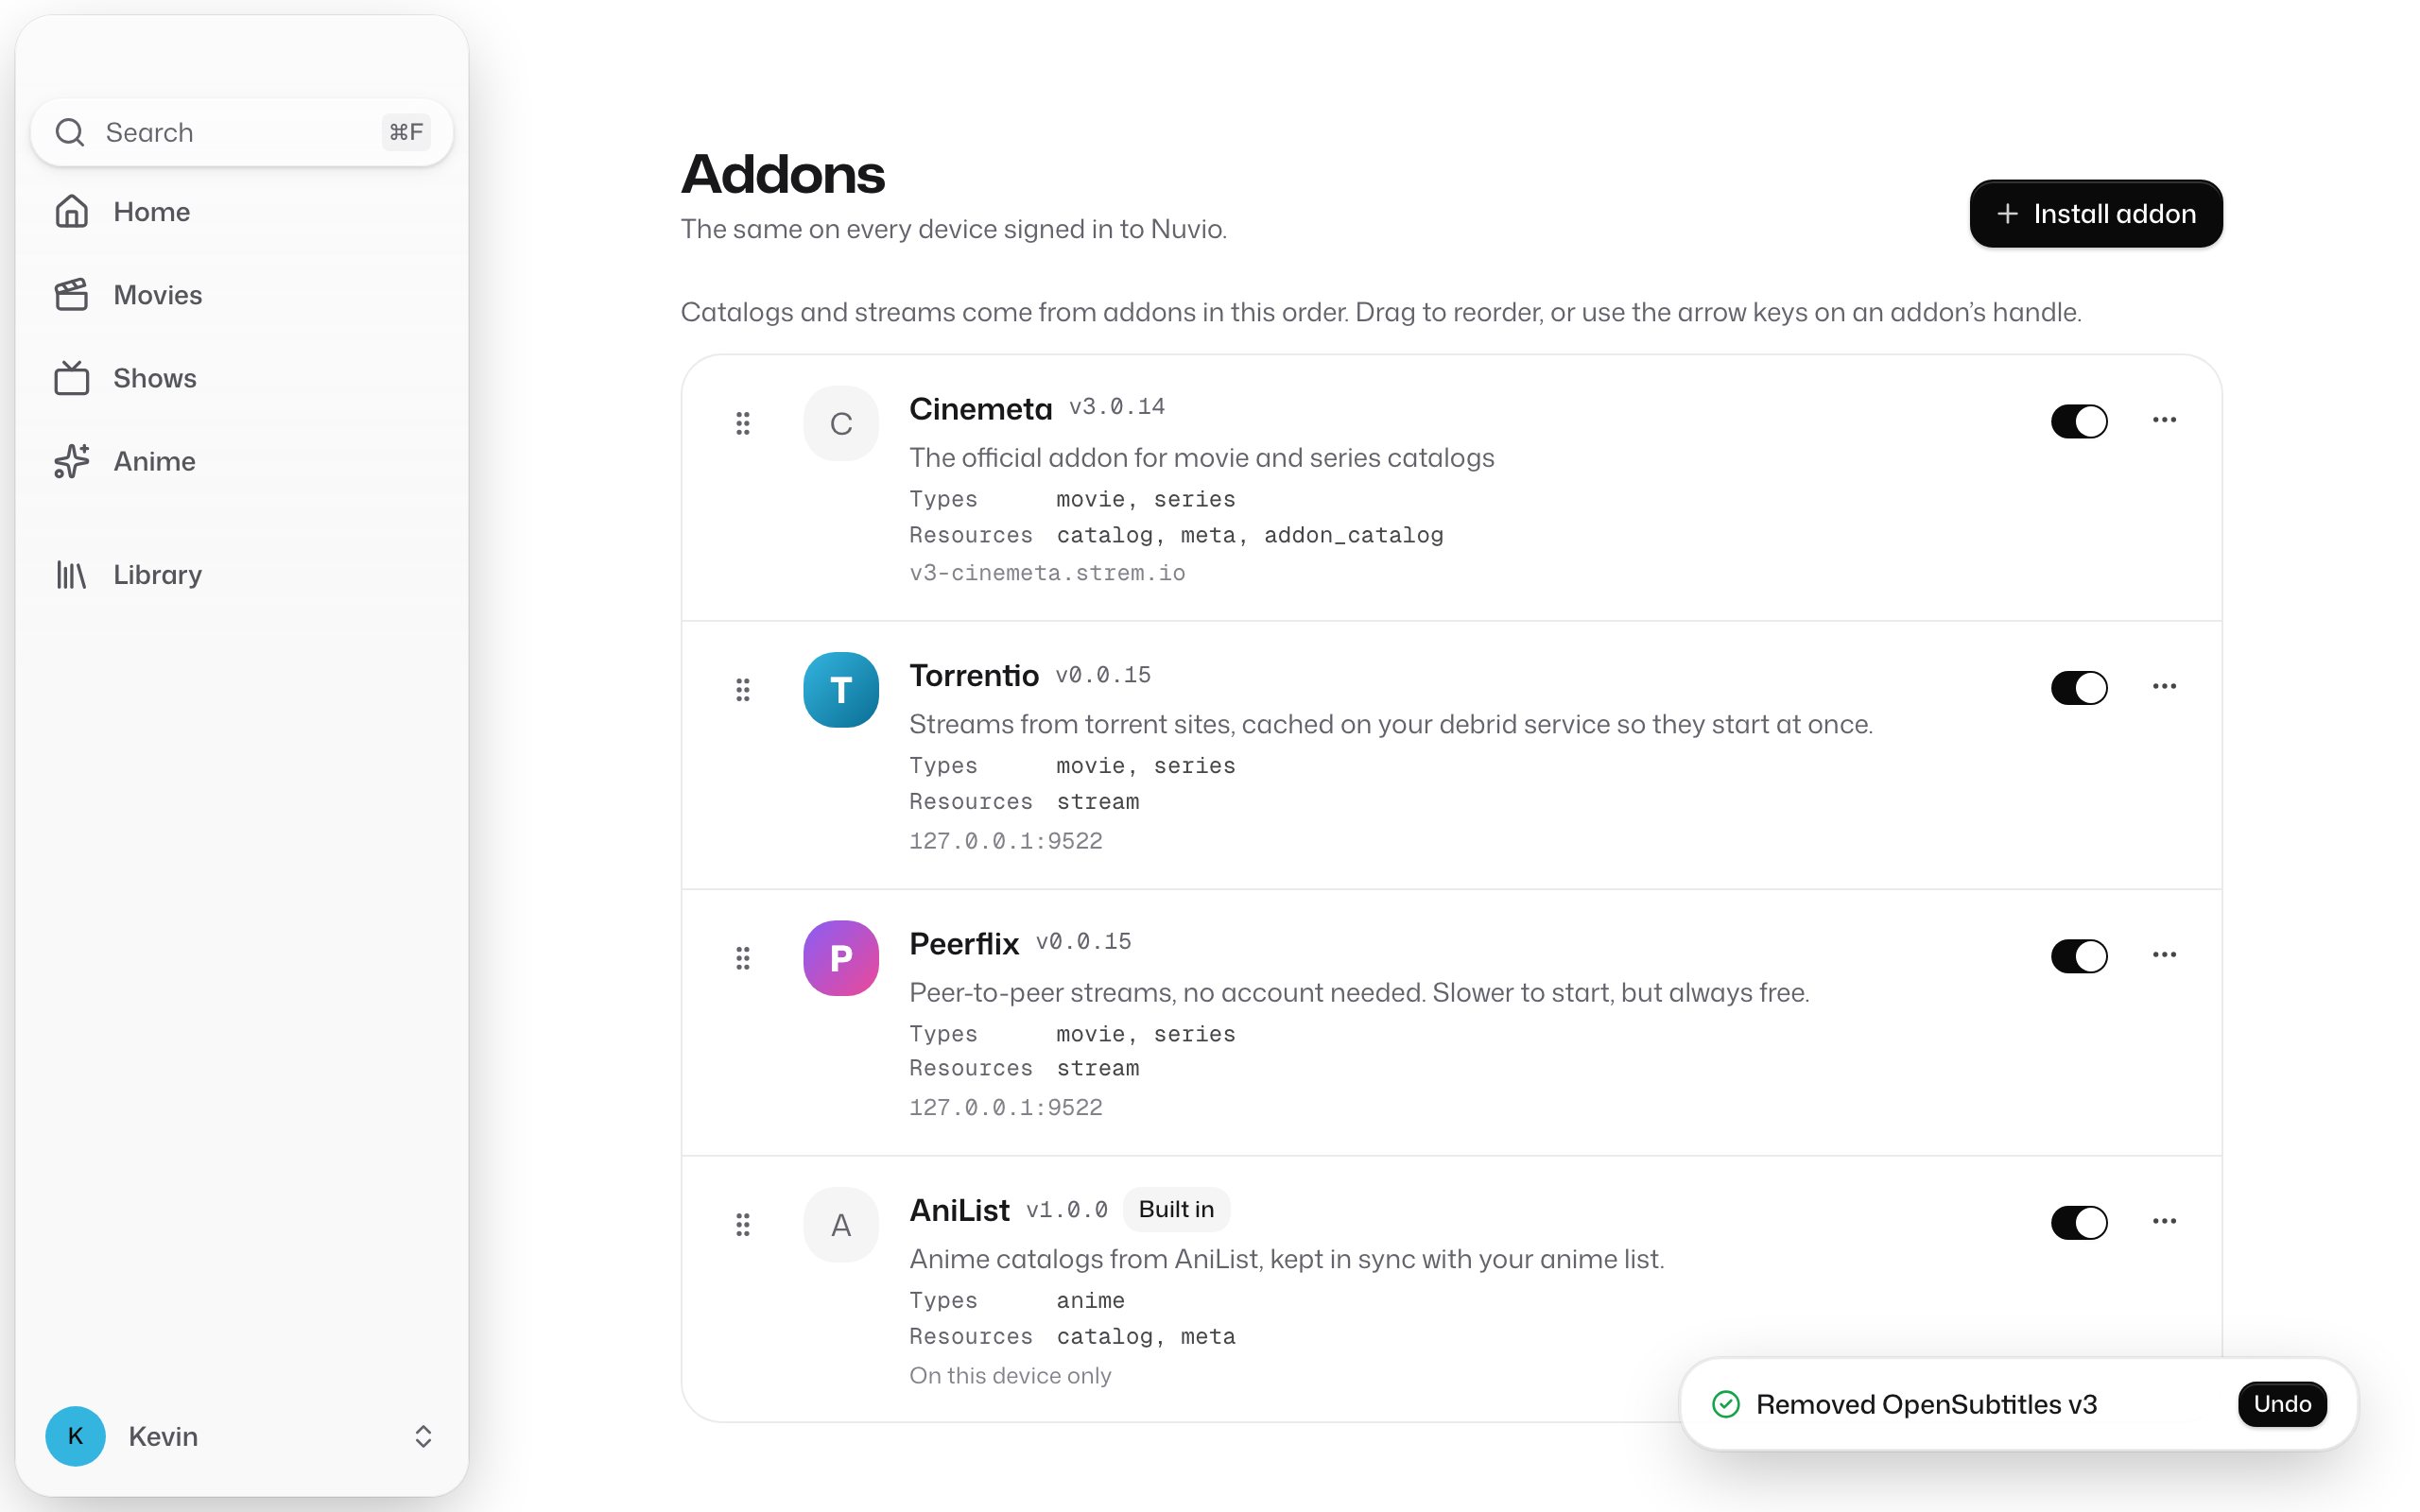 Search ⌘F
Home
Movies
Shows
Anime
Library
K Kevin
Addons
The same on every device signed in to Nuvio.
Install addon
Catalogs and streams come from addons in this order. Drag to reorder, or use the arrow keys on an addon’s handle.
C
Cinemeta v3.0.14
The official addon for movie and series catalogs
Types movie, series
Resources catalog, meta, addon_catalog
v3-cinemeta.strem.io
T
Torrentio v0.0.15
Streams from torrent sites, cached on your debrid service so they start at once.
Types movie, series
Resources stream
127.0.0.1:9522
P
Peerflix v0.0.15
Peer-to-peer streams, no account needed. Slower to start, but always free.
Types movie, series
Resources stream
127.0.0.1:9522
A
AniList v1.0.0 Built in
Anime catalogs from AniList, kept in sync with your anime list.
Types anime
Resources catalog, meta
On this device only
Removed OpenSubtitles v3 Undo